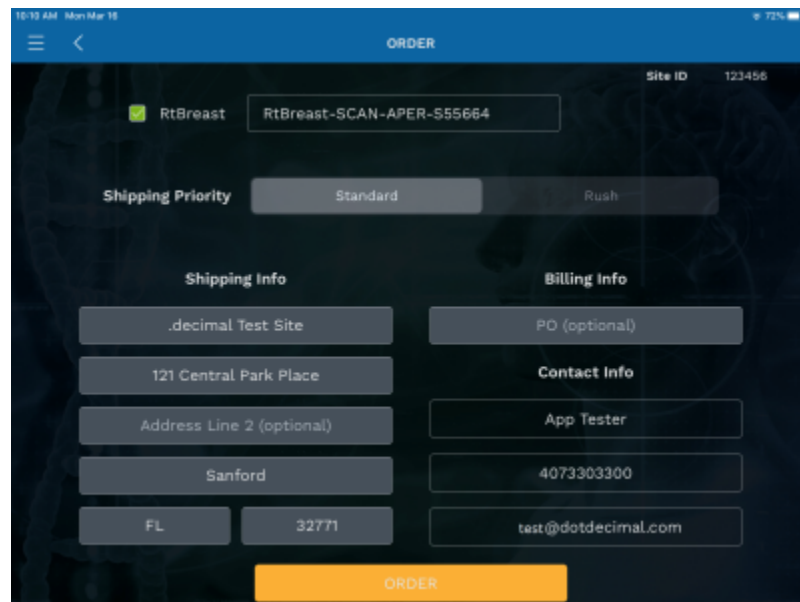 10:10 AM Mon Mar 16 72%
ORDER
Site ID 123456
RtBreast RtBreast-SCAN-APER-S55664
Shipping Priority Standard Rush
Shipping Info Billing Info
.decimal Test Site PO (optional)
121 Central Park Place Contact Info
Address Line 2 (optional) App Tester
Sanford 4073303300
FL 32771 test@dotdecimal.com
ORDER